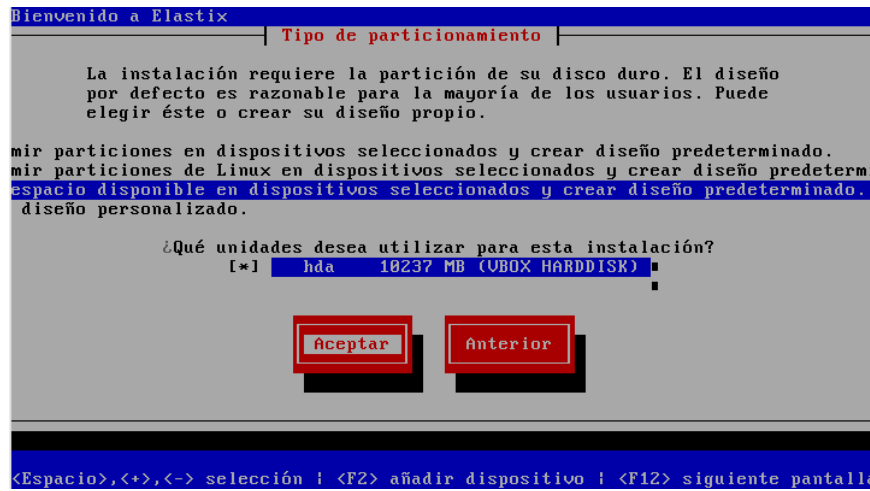 Bienvenido a Elastix
Tipo de particionamiento
La instalación requiere la partición de su disco duro. El diseño
por defecto es razonable para la mayoría de los usuarios. Puede
elegir éste o crear su diseño propio.
mir particiones en dispositivos seleccionados y crear diseño predeterminado.
mir particiones de Linux en dispositivos seleccionados y crear diseño predeterm
espacio disponible en dispositivos seleccionados y crear diseño predeterminado.
diseño personalizado.
¿Qué unidades desea utilizar para esta instalación?
[*] hda 10237 MB (VBOX HARDDISK)
Aceptar Anterior
<Espacio>,<+>,<-> selección | <F2> añadir dispositivo | <F12> siguiente pantalla